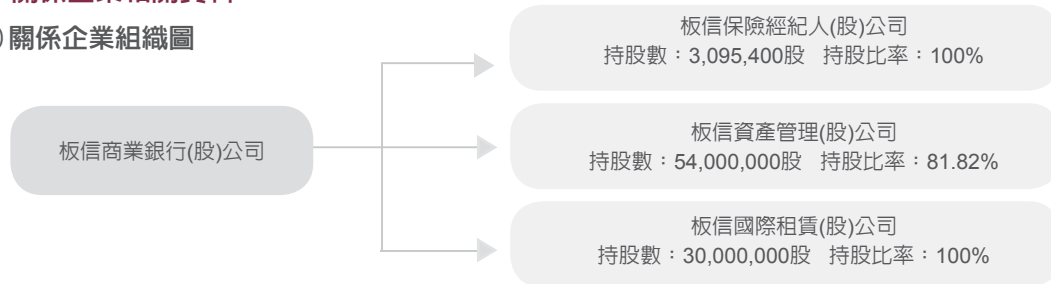 關係企業組織圖
板信商業銀行(股)公司
板信保險經紀人(股)公司
持股數：3,095,400股 持股比率：100%
板信資產管理(股)公司
持股數：54,000,000股 持股比率：81.82%
板信國際租賃(股)公司
持股數：30,000,000股 持股比率：100%